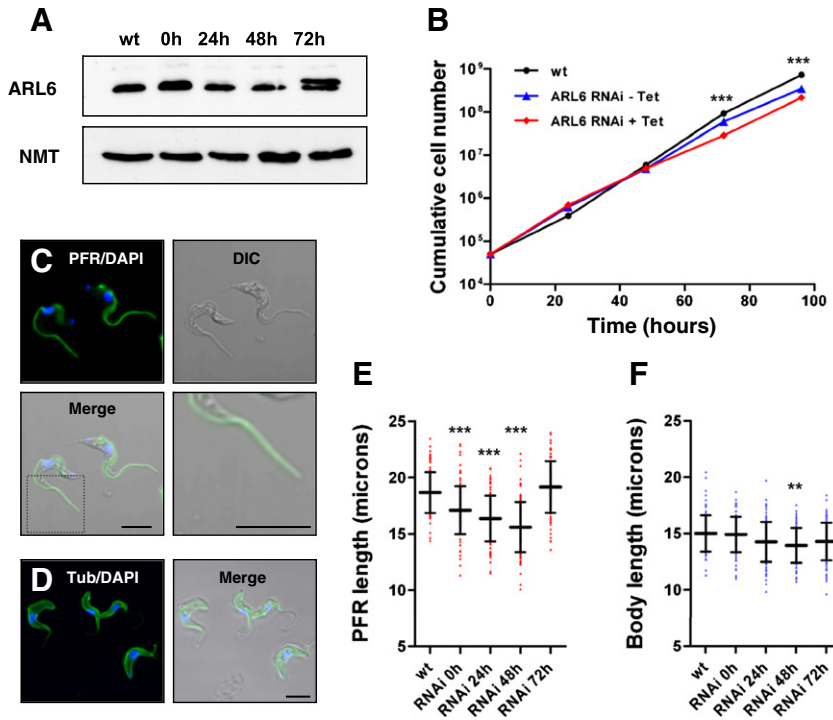 A
wt 0h 24h 48h 72h
ARL6
NMT
B
Cumulative cell number
10⁹
10⁸
10⁷
10⁶
10⁵
10⁴
wt
ARL6 RNAi - Tet
ARL6 RNAi + Tet
*** ***
0 20 40 60 80 100
Time (hours)
C PFR/DAPI
DIC
Merge
D Tub/DAPI
Merge
E
PFR length (microns)
25
20
15
10
5
*** *** ***
wt RNAi 0h RNAi 24h RNAi 48h RNAi 72h
F
Body length (microns)
25
20
15
10
5
**
wt RNAi 0h RNAi 24h RNAi 48h RNAi 72h